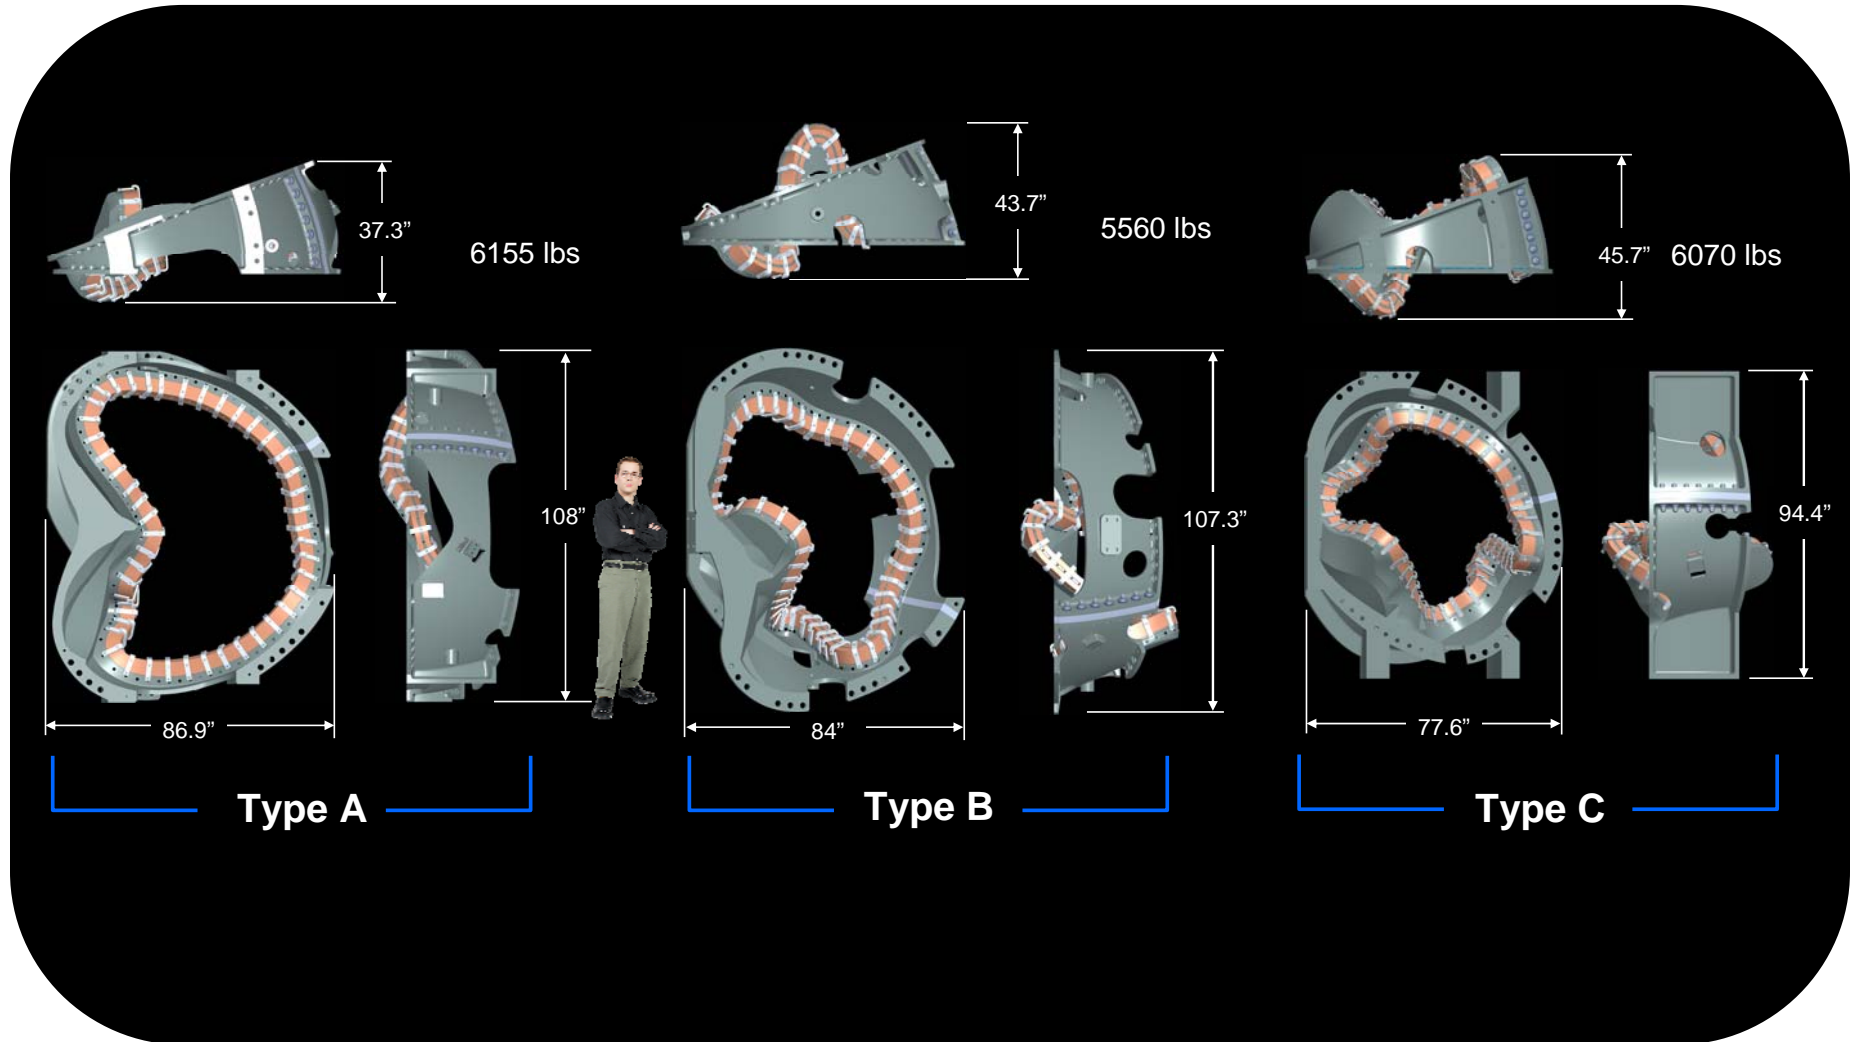 37.3”
6155 lbs
43.7”
5560 lbs
45.7”
6070 lbs
108”
107.3”
94.4”
86.9”
84”
77.6”
Type A
Type B
Type C